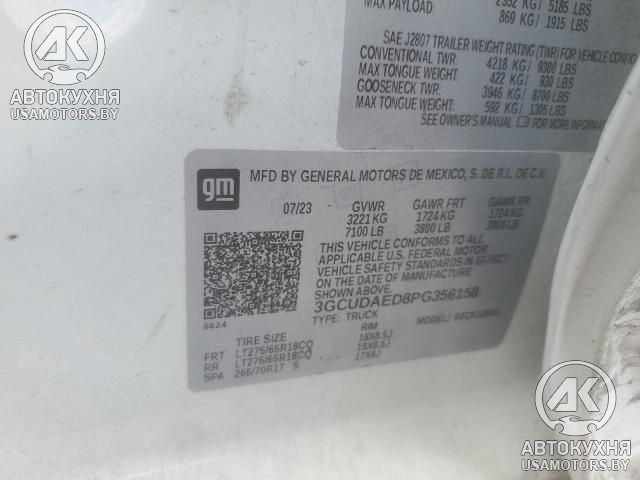 2352 KG/ 5185 LBS
MAX PAYLOAD: 869 KG/ 1915 LBS
SAE J2807 TRAILER WEIGHT RATING (TWR) FOR VEHICLE CONFIG
CONVENTIONAL TWR: 4218 KG/ 9300 LBS
MAX TONGUE WEIGHT: 422 KG/ 930 LBS
GOOSENECK TWR: 3946 KG/ 8700 LBS
MAX TONGUE WEIGHT: 592 KG/ 1305 LBS
SEE OWNER'S MANUAL FOR ADDITIONAL
AK
АВТОКУХНЯ
USAMOTORS.BY
gm
MFD BY GENERAL MOTORS DE MEXICO, S. DE R.L. DE C.V.
07/23 GVWR GAWR FRT GAWR RR
3221 KG 1724 KG 1724 KG
7100 LB 3800 LB 3800 LB
THIS VEHICLE CONFORMS TO ALL
APPLICABLE U.S. FEDERAL MOTOR
VEHICLE SAFETY STANDARDS IN
EFFECT ON THE DATE OF
MANUFACTURE SHOWN ABOVE.
3GCUDAED8PG356158
TYPE: TRUCK MODEL:
8624
TIRE SIZE RIM
FRT LT275/65R18CQ 18X8.5J
RR LT275/65R18CQ 18X8.5J
SPA 265/70R17 S 17X8J
AK
АВТОКУХНЯ
USAMOTORS.BY